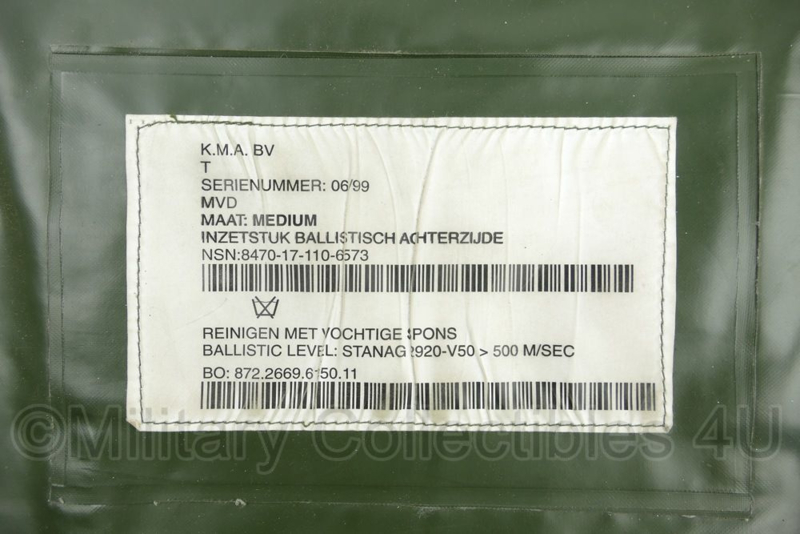 K.M.A. BV
T
SERIENUMMER: 06/99
MVD
MAAT: MEDIUM
INZETSTUK BALLISTISCH ACHTERZIJDE
NSN:8470-17-110-6573
REINIGEN MET VOCHTIGE SPONS
BALLISTIC LEVEL: STANAG 2920-V50 > 500 M/SEC
BO: 872.2669.6150.11
©Military Collectibles 4U